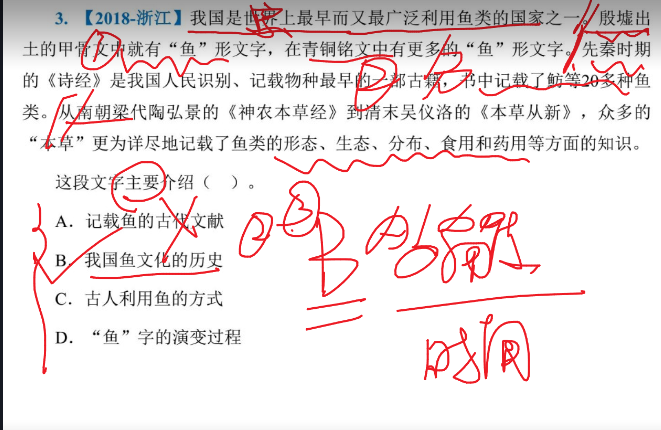 3. 【2018-浙江】我国是世界上最早而又最广泛利用鱼类的国家之一。殷墟出
土的甲骨文中就有“鱼”形文字，在青铜铭文中有更多的“鱼”形文字。先秦时期
的《诗经》是我国人民识别、记载物种最早的一部古籍，书中记载了鲂等20多种鱼
类。从南朝梁代陶弘景的《神农本草经》到清末吴仪洛的《本草从新》，众多的
“本草”更为详尽地记载了鱼类的形态、生态、分布、食用和药用等方面的知识。
这段文字主要介绍（ ）。
A. 记载鱼的古代文献
B. 我国鱼文化的历史
C. 古人利用鱼的方式
D. “鱼”字的演变过程
时间